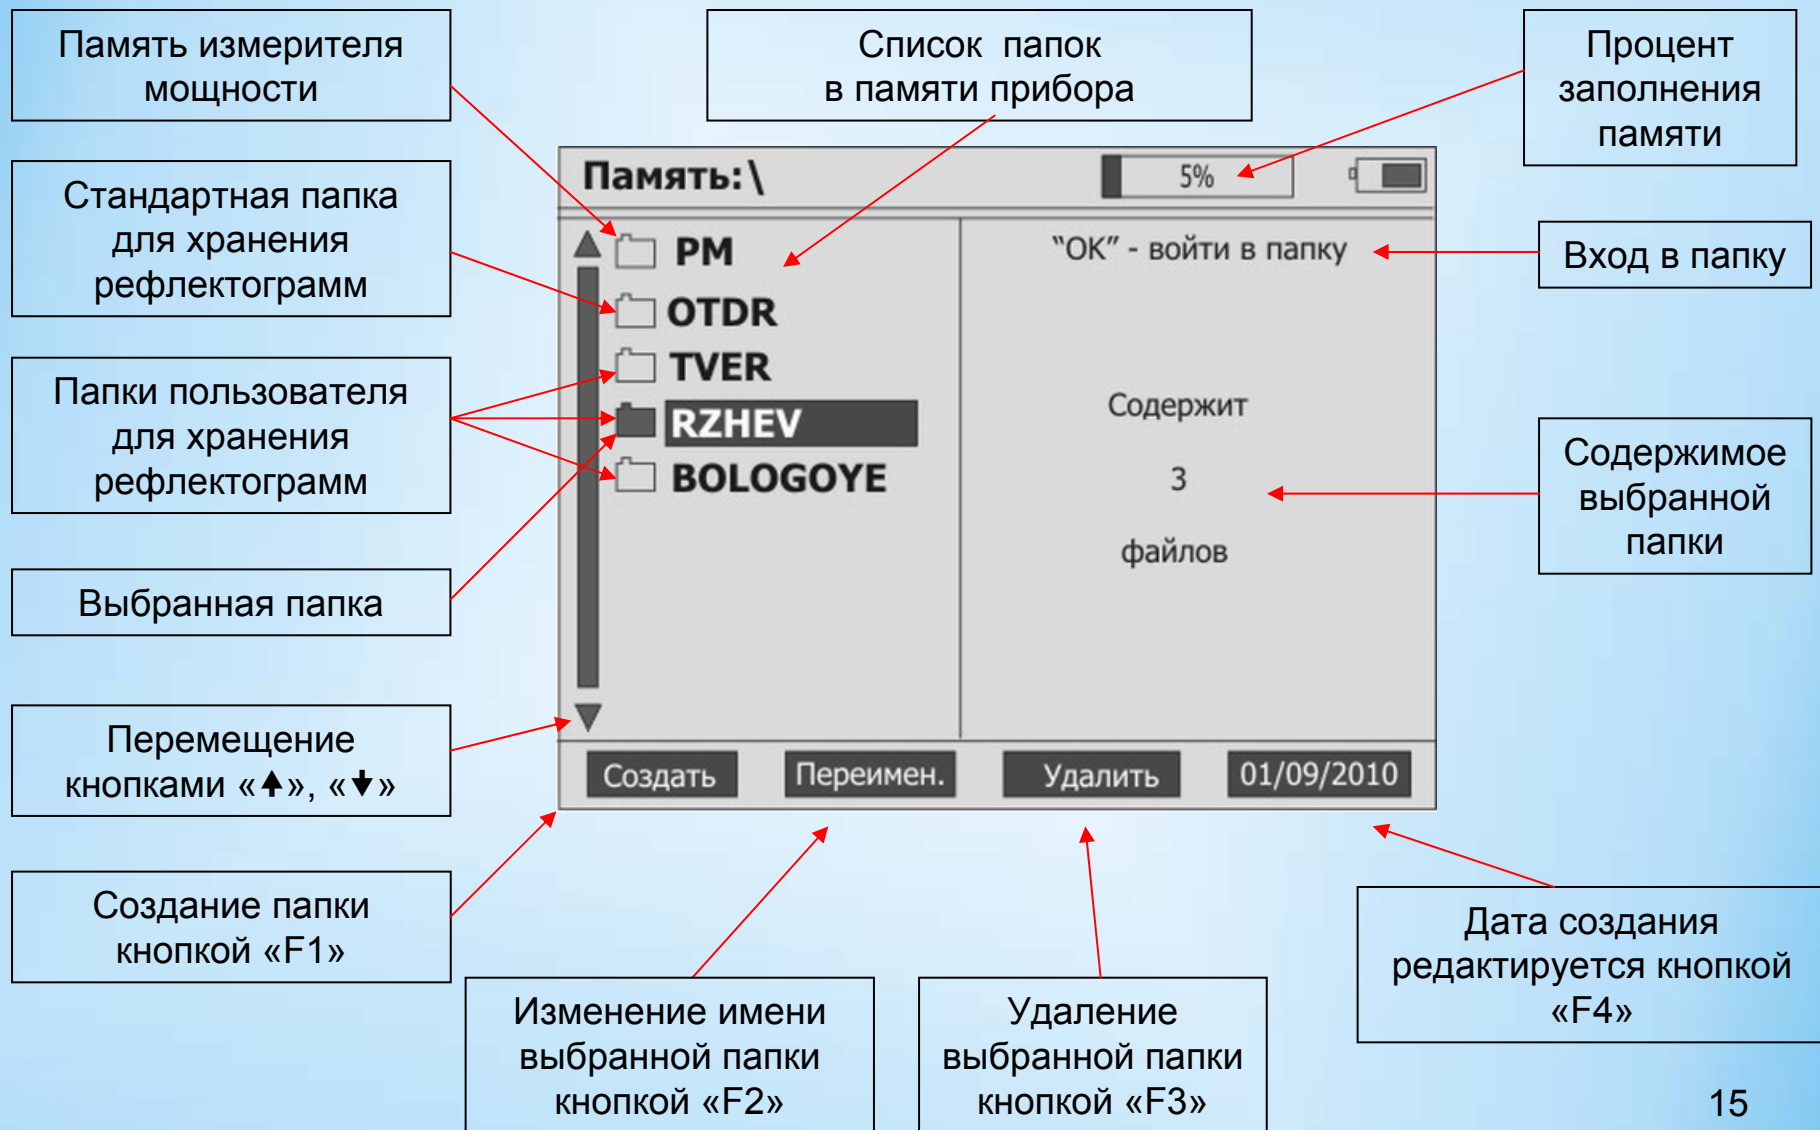 Память измерителя
мощности
Список папок
в памяти прибора
Процент
заполнения
памяти
Стандартная папка
для хранения
рефлектограмм
Папки пользователя
для хранения
рефлектограмм
Выбранная папка
Перемещение
кнопками «🡅», «🡇»
Создание папки
кнопкой «F1»
Память:\
5%
PM
OTDR
TVER
RZHEV
BOLOGOYE
“OK” - войти в папку
Содержит
3
файлов
Создать
Переимен.
Удалить
01/09/2010
Вход в папку
Содержимое
выбранной
папки
Изменение имени
выбранной папки
кнопкой «F2»
Удаление
выбранной папки
кнопкой «F3»
Дата создания
редактируется кнопкой
«F4»
15